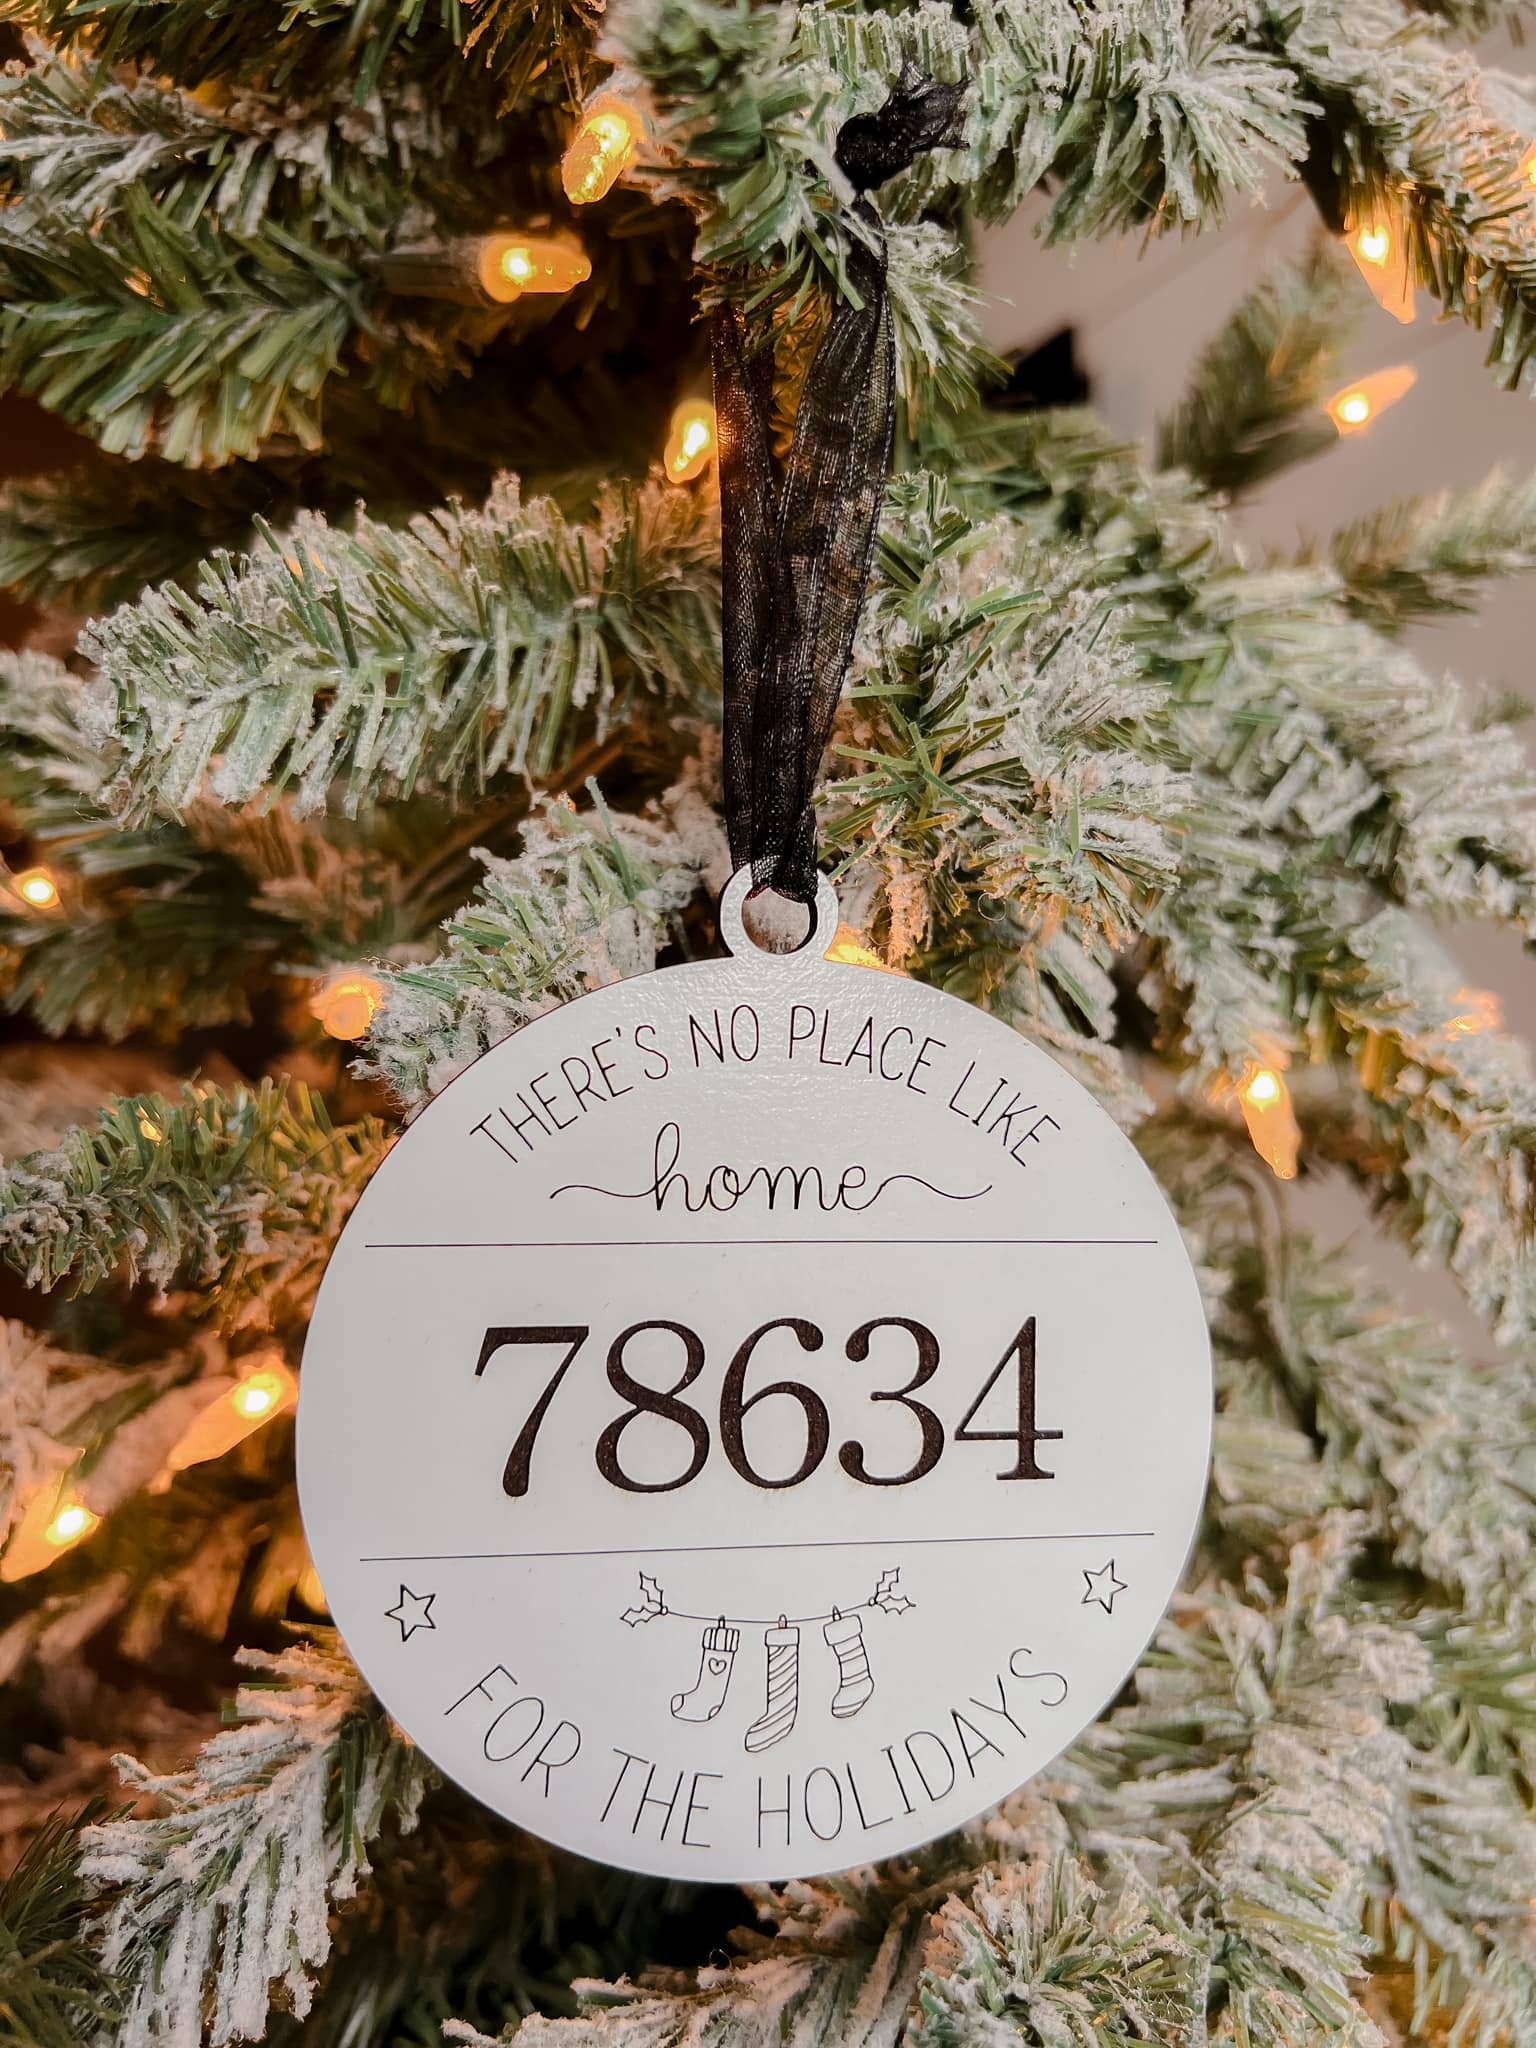 THERE'S NO PLACE LIKE
home
78634
FOR THE HOLIDAYS